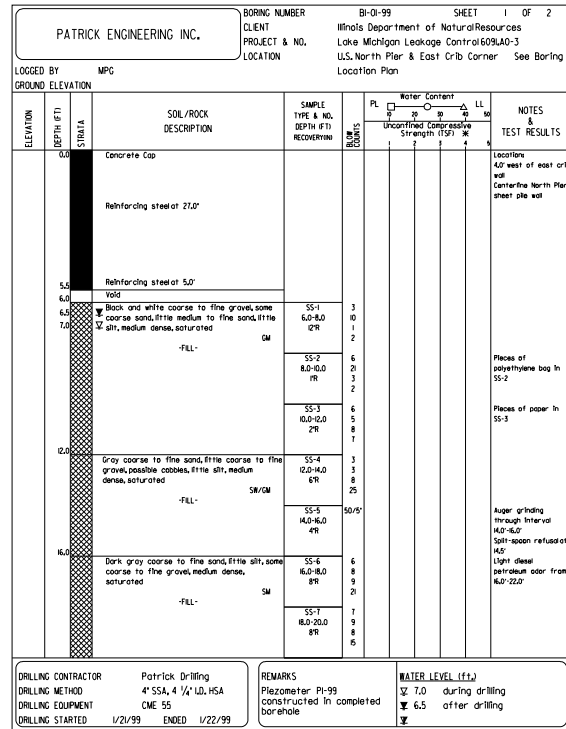 PATRICK ENGINEERING INC.
BORING NUMBER BI-01-99 SHEET 1 OF 2
CLIENT Illinois Department of Natural Resources
PROJECT & NO. Lake Michigan Leakage Control 609LAO-3
LOCATION U.S. North Pier & East Crib Corner See Boring
Location Plan
LOGGED BY MPG
GROUND ELEVATION
ELEVATION
DEPTH (FT)
STRATA
SOIL/ROCK
DESCRIPTION
SAMPLE
TYPE & NO.
DEPTH (FT)
RECOVERY(IN)
BLOW
COUNTS
Water Content
PL LL
10 20 30 40 50
Unconfined Compressive
Strength (TSF) ✱
1 2 3 4 5
NOTES
&
TEST RESULTS
0.0 Concrete Cap
Location:
4.0' west of east cri
wall
Centerline North Pier
sheet pile wall
Reinforcing steel at 27.0"
Reinforcing steel at 5.0'
5.5
Void
6.0
6.5
7.0
Black and white coarse to fine gravel, some
coarse sand, little medium to fine sand, little
silt, medium dense, saturated
GM
-FILL-
SS-1
6.0-8.0
12"R
3
10
1
2
SS-2
8.0-10.0
1"R
6
21
3
2
Pieces of
polyethylene bag in
SS-2
SS-3
10.0-12.0
2"R
6
5
8
7
Pieces of paper in
SS-3
12.0
Gray coarse to fine sand, little coarse to fine
gravel, possible cobbles, little silt, medium
dense, saturated
SW/GM
-FILL-
SS-4
12.0-14.0
6"R
3
3
8
25
SS-5
14.0-16.0
4"R
50/5"
Auger grinding
through interval
14.0'-16.0'
Split-spoon refusal at
14.5'
16.0
Dark gray coarse to fine sand, little silt, some
coarse to fine gravel, medium dense,
saturated
SM
-FILL-
SS-6
16.0-18.0
8"R
6
8
9
21
Light diesel
petroleum odor from
16.0'-22.0'
SS-7
18.0-20.0
8"R
7
9
8
15
DRILLING CONTRACTOR Patrick Drilling
DRILLING METHOD 4" SSA, 4 1/4" I.D. HSA
DRILLING EQUIPMENT CME 55
DRILLING STARTED 1/21/99 ENDED 1/22/99
REMARKS
Piezometer P1-99
constructed in completed
borehole
WATER LEVEL (ft.)
7.0 during drilling
6.5 after drilling